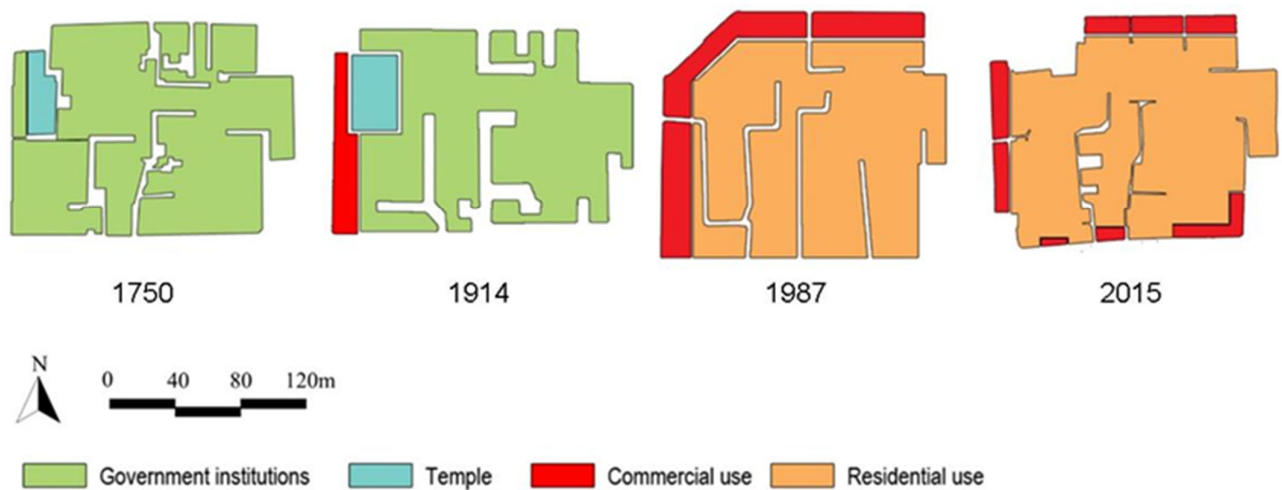 1750 1914 1987 2015
N
0 40 80 120m
Government institutions Temple Commercial use Residential use